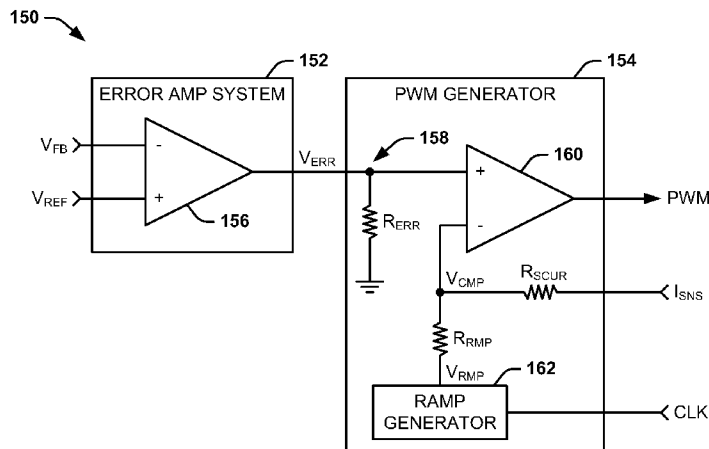 150
152
154
ERROR AMP SYSTEM
PWM GENERATOR
VFB
-
VREF
+
156
VERR
158
160
+
-
PWM
RERR
VCMP
RSCUR
ISNS
RRMP
VRMP
162
RAMP
GENERATOR
CLK